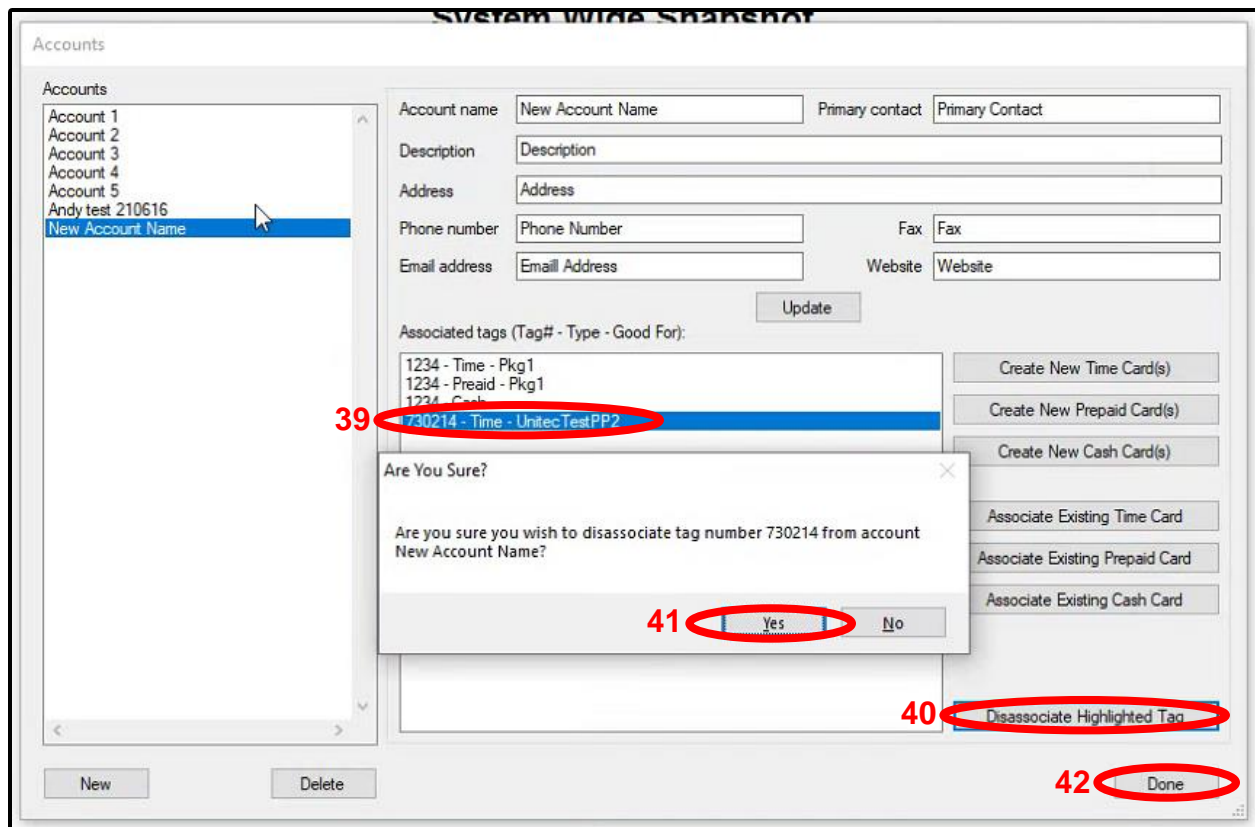 System Wide Snapshot
Accounts
Accounts
Account 1
Account 2
Account 3
Account 4
Account 5
Andy test 210616
New Account Name
Account name New Account Name Primary contact Primary Contact
Description Description
Address Address
Phone number Phone Number Fax Fax
Email address Emaill Address Website Website
Update
Associated tags (Tag# - Type - Good For):
1234 - Time - Pkg1
1234 - Preaid - Pkg1
1234 - Cash
39 730214 - Time - UnitecTestPP2
Create New Time Card(s)
Create New Prepaid Card(s)
Create New Cash Card(s)
Are You Sure?
Are you sure you wish to disassociate tag number 730214 from account
New Account Name?
41 Yes No
Associate Existing Time Card
Associate Existing Prepaid Card
Associate Existing Cash Card
40 Disassociate Highlighted Tag
New Delete 42 Done